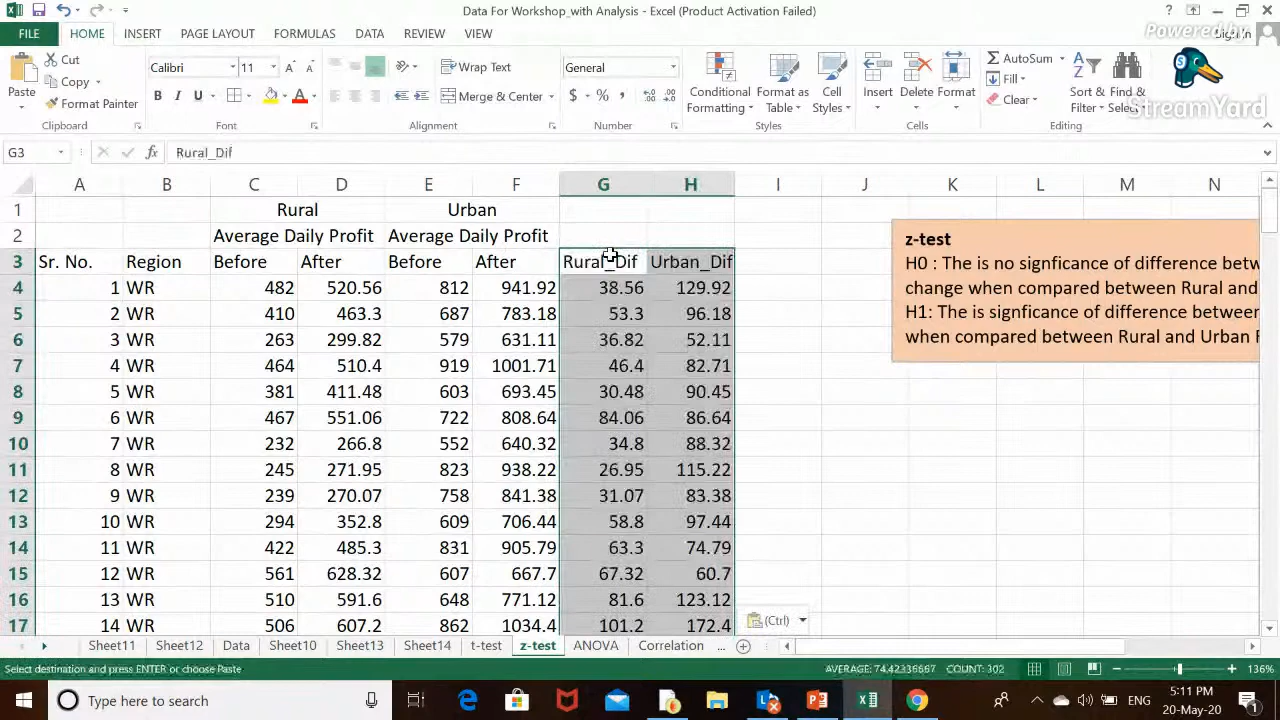 Data For Workshop_with Analysis - Excel (Product Activation Failed)
FILE HOME INSERT PAGE LAYOUT FORMULAS DATA REVIEW VIEW Sign in
Powered by
StreamYard
Paste Cut Copy Format Painter
Calibri 11
Wrap Text
Merge & Center
General
Conditional Formatting Format as Table Cell Styles
Insert Delete Format
AutoSum Fill Clear
Sort & Filter Find & Select
Clipboard Font Alignment Number Styles Cells Editing
G3 fx Rural_Dif
A B C D E F G H I J K L M N
1 Rural Urban
2 Average Daily Profit Average Daily Profit
3 Sr. No. Region Before After Before After Rural_Dif Urban_Dif
4 1 WR 482 520.56 812 941.92 38.56 129.92
5 2 WR 410 463.3 687 783.18 53.3 96.18
6 3 WR 263 299.82 579 631.11 36.82 52.11
7 4 WR 464 510.4 919 1001.71 46.4 82.71
8 5 WR 381 411.48 603 693.45 30.48 90.45
9 6 WR 467 551.06 722 808.64 84.06 86.64
10 7 WR 232 266.8 552 640.32 34.8 88.32
11 8 WR 245 271.95 823 938.22 26.95 115.22
12 9 WR 239 270.07 758 841.38 31.07 83.38
13 10 WR 294 352.8 609 706.44 58.8 97.44
14 11 WR 422 485.3 831 905.79 63.3 74.79
15 12 WR 561 628.32 607 667.7 67.32 60.7
16 13 WR 510 591.6 648 771.12 81.6 123.12
17 14 WR 506 607.2 862 1034.4 101.2 172.4
z-test
H0 : The is no signficance of difference betw
change when compared between Rural and
H1: The is signficance of difference between
when compared between Rural and Urban
(Ctrl)
Sheet11 Sheet12 Data Sheet10 Sheet13 Sheet14 t-test z-test ANOVA Correlation ...
Select destination and press ENTER or choose Paste AVERAGE: 74.42336667 COUNT: 302 136%
Type here to search
ENG
5:11 PM
20-May-20
1